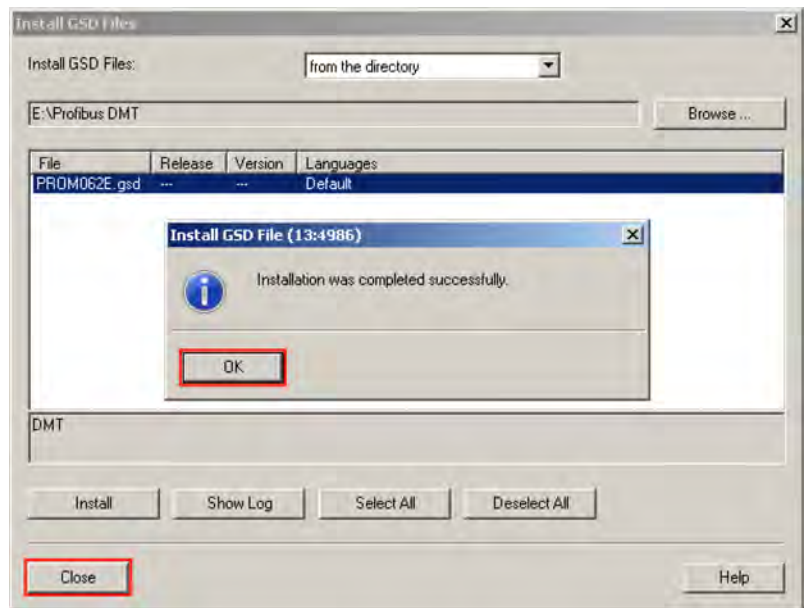 Install GSD Files
Install GSD Files:
from the directory
E:\Profibus DMT
Browse ...
File Release Version Languages
PROM062E.gsd --- --- Default
Install GSD File (13:4986)
Installation was completed successfully.
OK
DMT
Install Show Log Select All Deselect All
Close Help